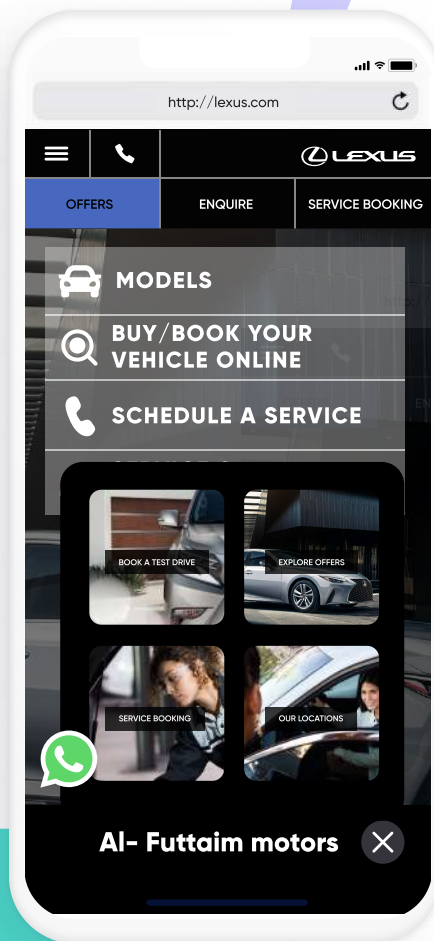 http://lexus.com
LEXUS
OFFERS
ENQUIRE
SERVICE BOOKING
MODELS
BUY/BOOK YOUR
VEHICLE ONLINE
SCHEDULE A SERVICE
BOOK A TEST DRIVE
EXPLORE OFFERS
SERVICE BOOKING
OUR LOCATIONS
Al- Futtaim motors